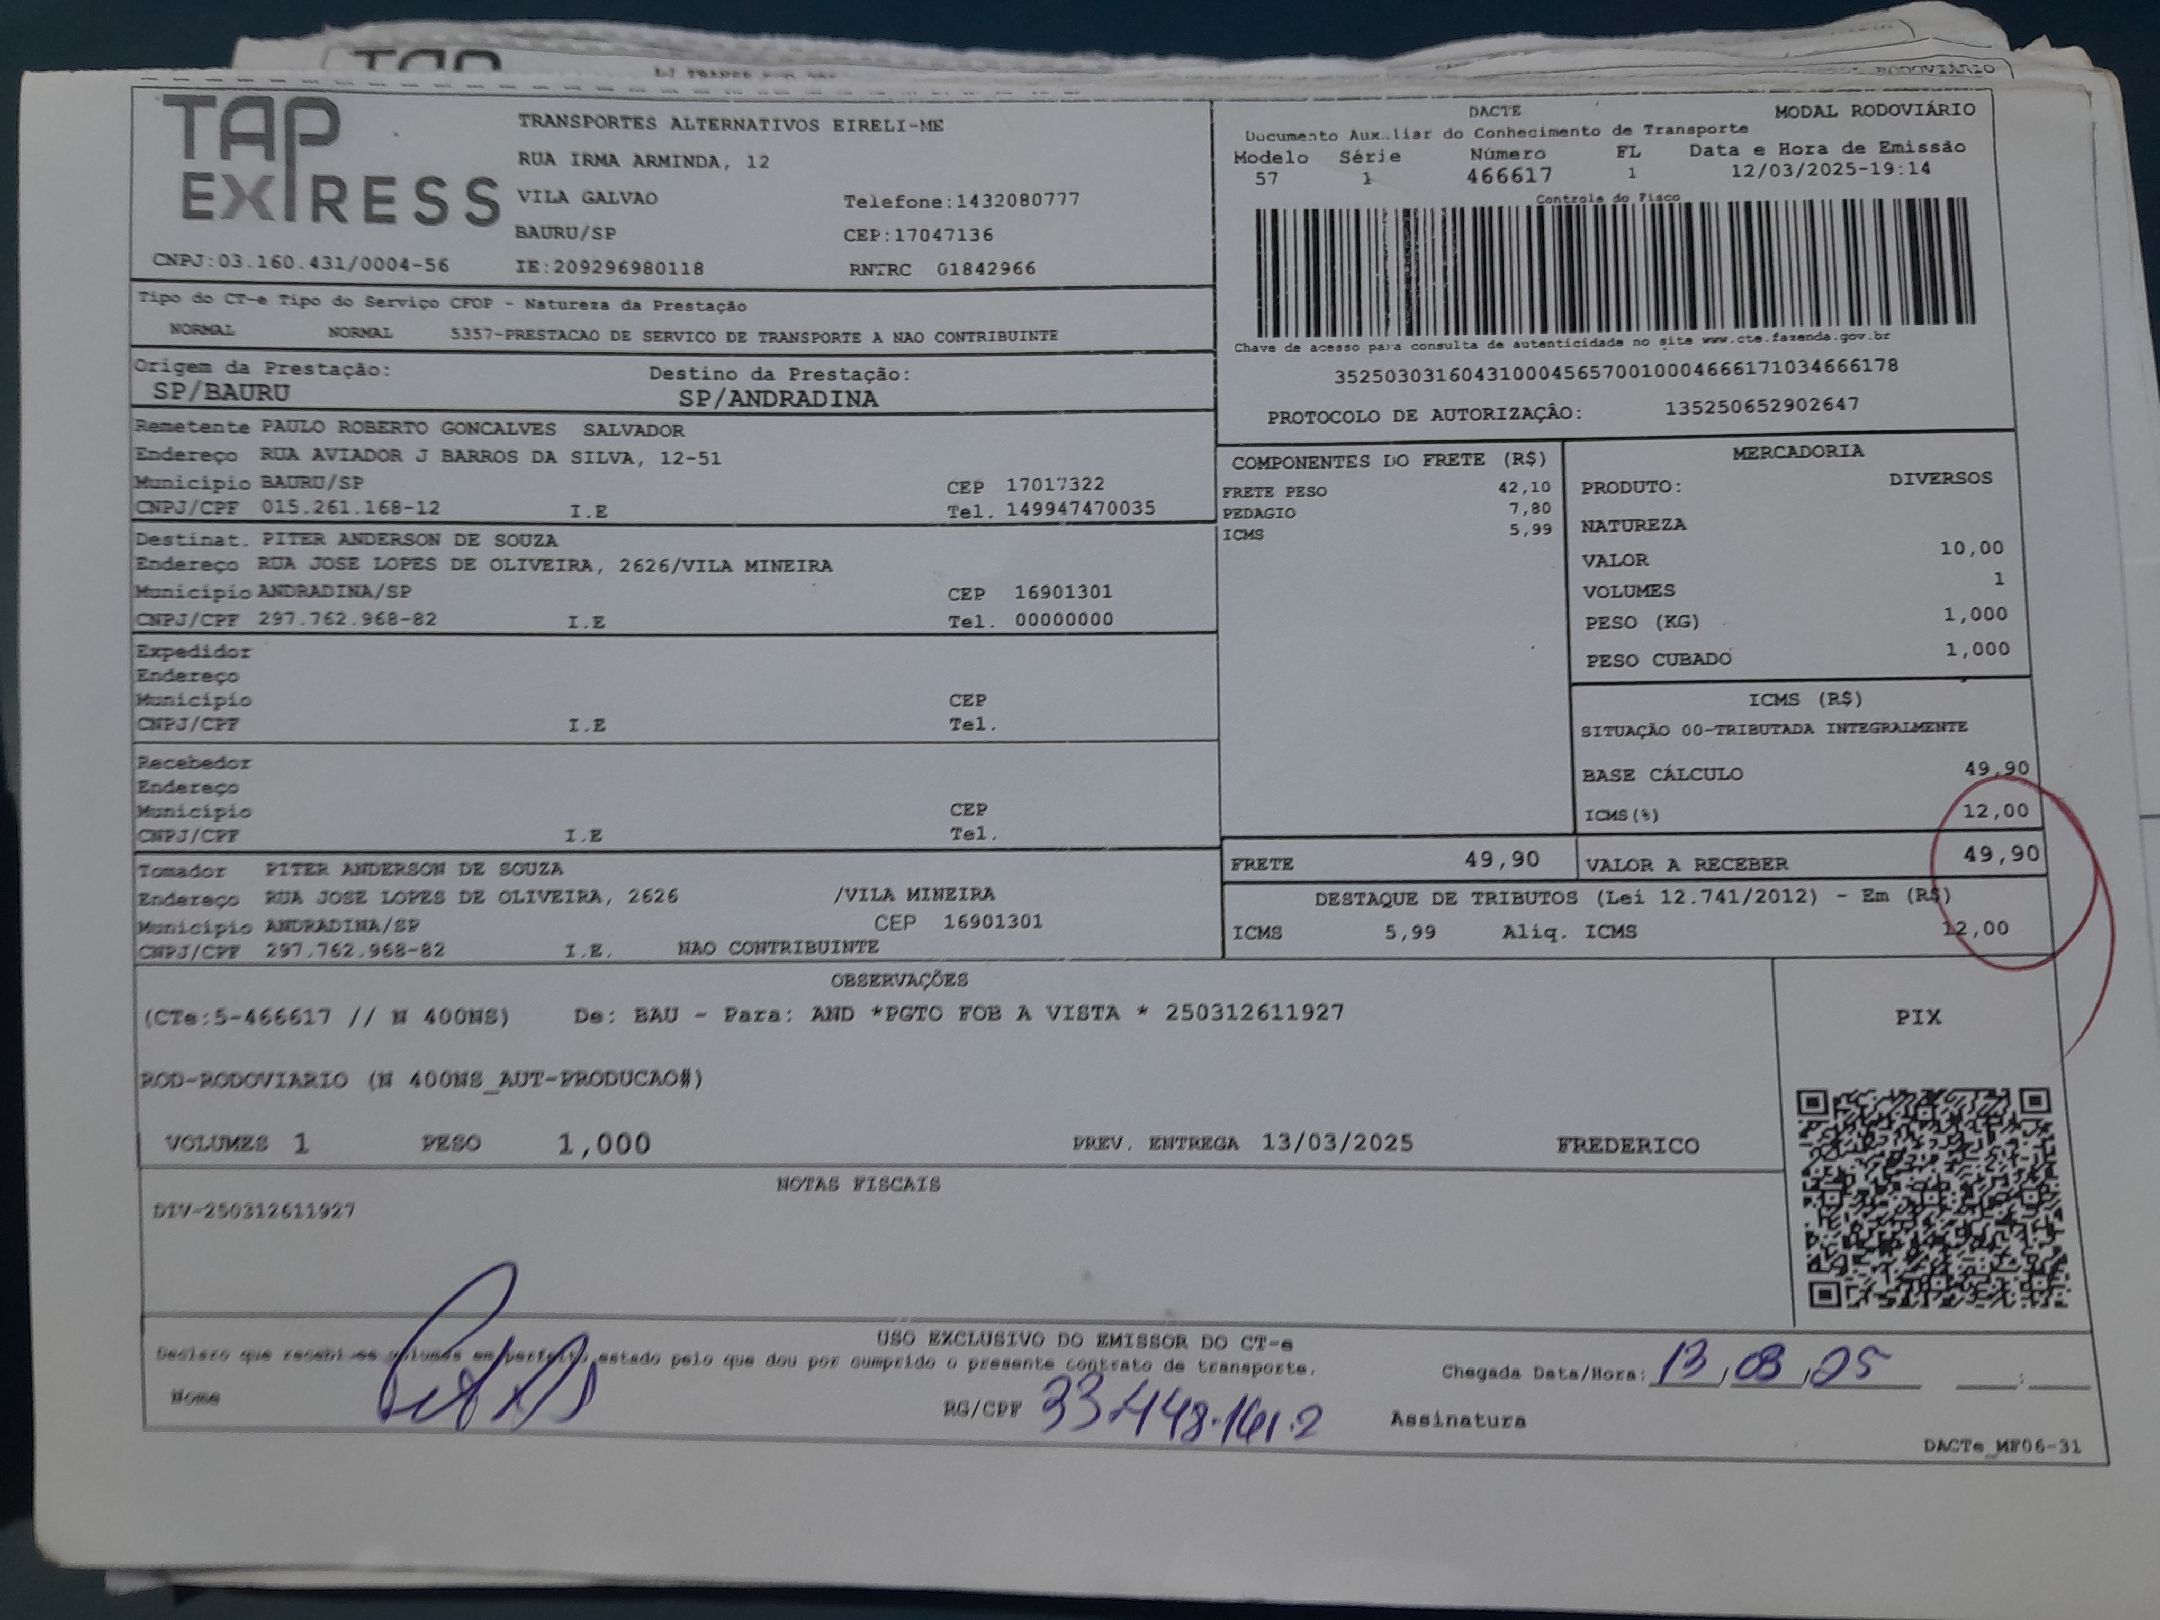 TAP EXPRESS
TRANSPORTES ALTERNATIVOS EIRELI-ME
RUA IRMA ARMINDA, 12
VILA GALVAO Telefone:1432080777
BAURU/SP CEP:17047136
CNPJ:03.160.431/0004-56 IE:209296980118 RNTRC 01842966
DACTE MODAL RODOVIÁRIO
Documento Auxiliar do Conhecimento de Transporte
Modelo Série Número FL Data e Hora de Emissão
57 1 466617 1 12/03/2025-19:14
Controle do Fisco
Chave de acesso para consulta de autenticidade no site www.cte.fazenda.gov.br
35250303160431000456570010004666171034666178
PROTOCOLO DE AUTORIZAÇÂO: 135250652902647
Tipo do CT-e Tipo do Serviço CFOP - Natureza da Prestação
NORMAL NORMAL 5357-PRESTACAO DE SERVICO DE TRANSPORTE A NAO CONTRIBUINTE
Origem da Prestação: Destino da Prestação:
SP/BAURU SP/ANDRADINA
Remetente PAULO ROBERTO GONCALVES SALVADOR
Endereço RUA AVIADOR J BARROS DA SILVA, 12-51
Município BAURU/SP CEP 17017322
CNPJ/CPF 015.261.168-12 I.E Tel. 149947470035
Destinat. PITER ANDERSON DE SOUZA
Endereço RUA JOSE LOPES DE OLIVEIRA, 2626/VILA MINEIRA
Município ANDRADINA/SP CEP 16901301
CNPJ/CPF 297.762.968-82 I.E Tel. 00000000
Expedidor
Endereço
Município CEP
CNPJ/CPF I.E Tel.
Recebedor
Endereço
Município CEP
CNPJ/CPF I.E Tel.
Tomador PITER ANDERSON DE SOUZA
Endereço RUA JOSE LOPES DE OLIVEIRA, 2626 /VILA MINEIRA
Município ANDRADINA/SP CEP 16901301
CNPJ/CPF 297.762.968-82 I.E. NAO CONTRIBUINTE
COMPONENTES DO FRETE (R$)
FRETE PESO 42,10
PEDAGIO 7,80
ICMS 5,99
MERCADORIA
PRODUTO: DIVERSOS
NATUREZA
VALOR 10,00
VOLUMES 1
PESO (KG) 1,000
PESO CUBADO 1,000
ICMS (R$)
SITUAÇÃO 00-TRIBUTADA INTEGRALMENTE
BASE CÁLCULO 49,90
ICMS(%) 12,00
FRETE 49,90 VALOR A RECEBER 49,90
DESTAQUE DE TRIBUTOS (Lei 12.741/2012) - Em (R$)
ICMS 5,99 Aliq. ICMS 12,00
OBSERVAÇÕES
(CTe:5-466617 // N 400NS) De: BAU - Para: AND *PGTO FOB A VISTA * 250312611927
ROD-RODOVIARIO (N 400NS_AUT-PRODUCAO#)
VOLUMES 1 PESO 1,000 PREV. ENTREGA 13/03/2025 FREDERICO
PIX
NOTAS FISCAIS
DIV-250312611927
USO EXCLUSIVO DO EMISSOR DO CT-e
Declaro que recebi os volumes em perfeito estado pelo que dou por cumprido o presente contrato de transporte.
Chegada Data/Hora: 13/03/25 :
Nome RG/CPF 33.448.161.2 Assinatura
DACTe_MF06-31